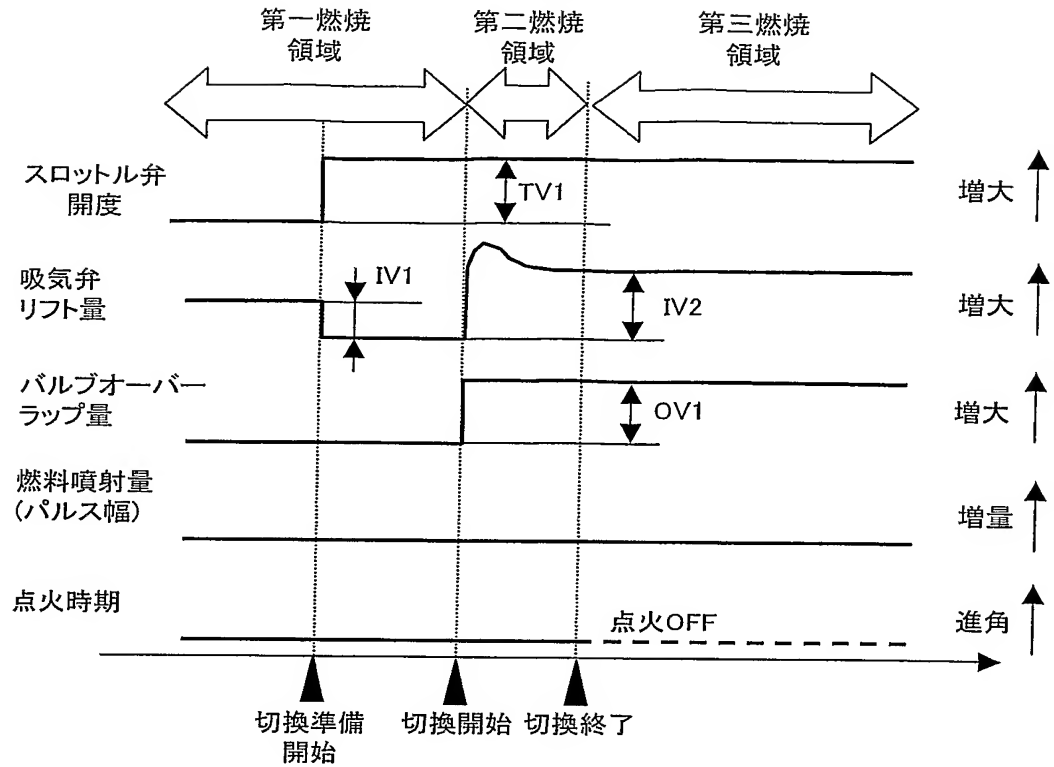 第一燃焼
領域
第二燃焼
領域
第三燃焼
領域
スロットル弁
開度
TV1
増大
吸気弁
リフト量
IV1
IV2
増大
バルブオーバー
ラップ量
OV1
増大
燃料噴射量
(パルス幅)
増量
点火時期
点火OFF
進角
切換準備
開始
切換開始
切換終了